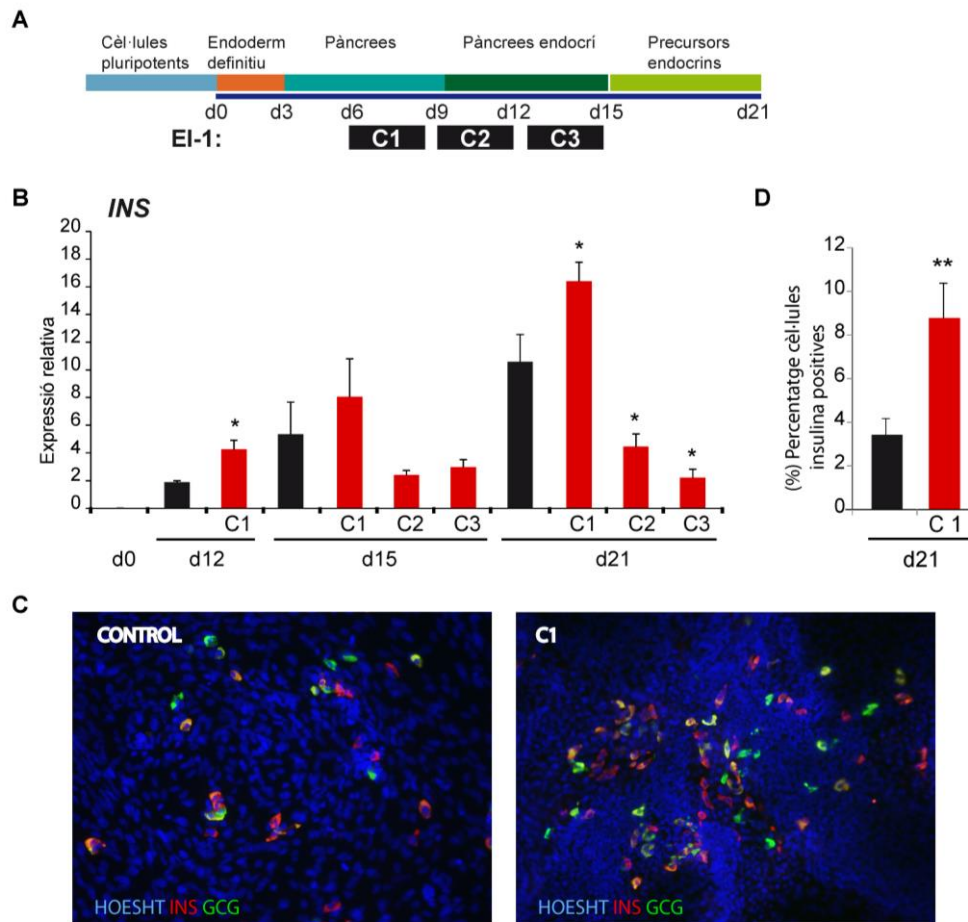 A
Cèl·lules pluripotents
Endoderm definitiu
Pàncrees
Pàncrees endocrí
Precursors endocrins
d0 d3 d6 d9 d12 d15 d21
EI-1: C1 C2 C3
B
INS
Expressió relativa
20
18
16
14
12
10
8
6
4
2
0
* * * *
C1 C1 C2 C3 C1 C2 C3
d0 d12 d15 d21
D
(%) Percentatge cèl·lules
insulina positives
12
10
8
6
4
2
0
**
C 1
d21
C
CONTROL
HOESHT INS GCG
C1
HOESHT INS GCG